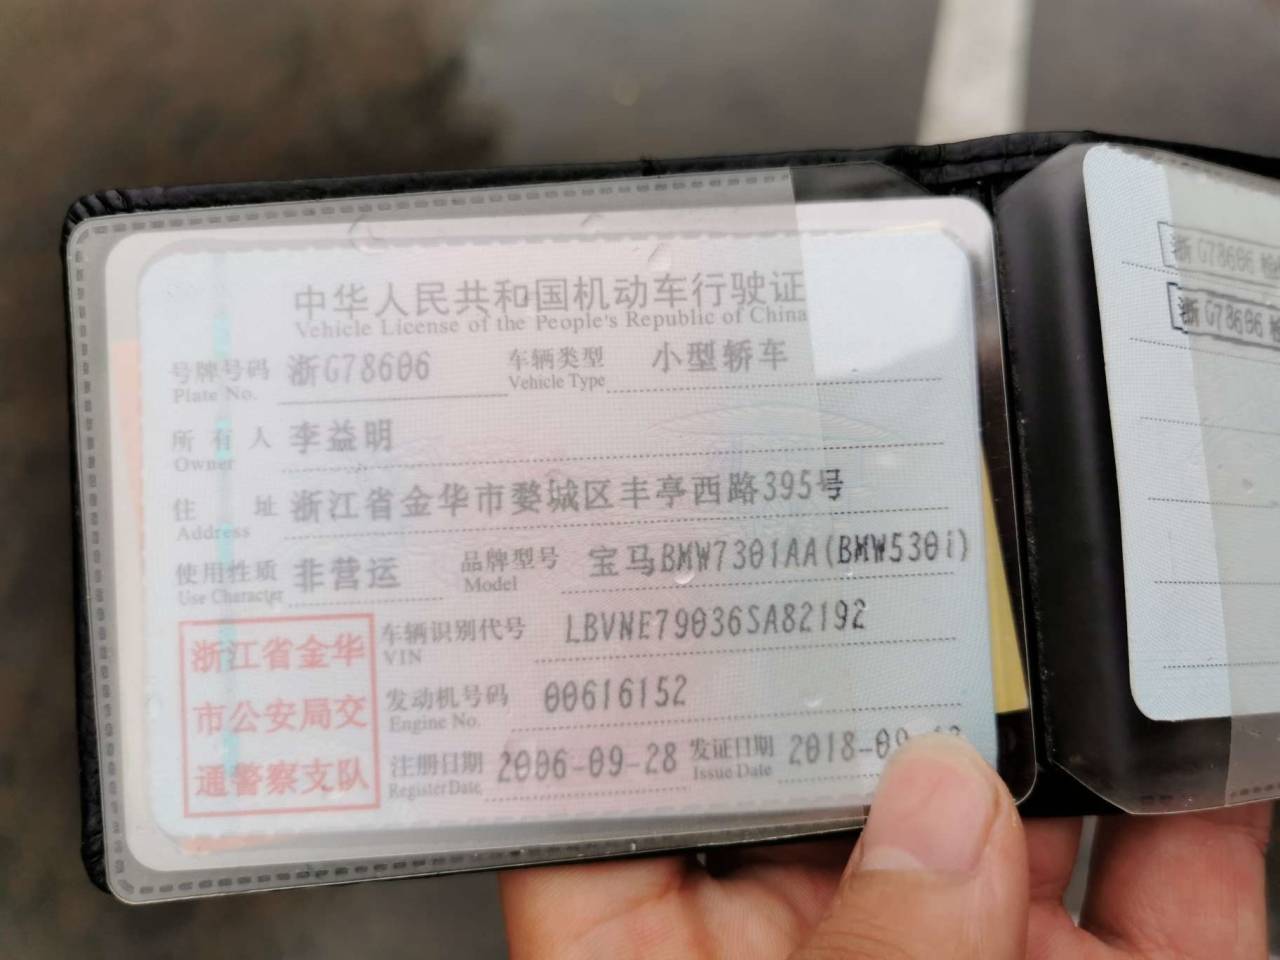 中华人民共和国机动车行驶证
Vehicle License of the People's Republic of China
号牌号码 浙G78606 车辆类型 小型轿车
Plate No. Vehicle Type
所有人 李益明
Owner
住址 浙江省金华市婺城区丰亭西路395号
Address
使用性质 非营运 品牌型号 宝马BMW7301AA(BMW530i)
Use Character Model
浙江省金华
市公安局交
通警察支队
车辆识别代号 LBVNE79036SA82192
VIN
发动机号码 00616152
Engine No.
注册日期 2006-09-28 发证日期 2018-09-
Register Date Issue Date
浙G78606 检
浙G78606 检